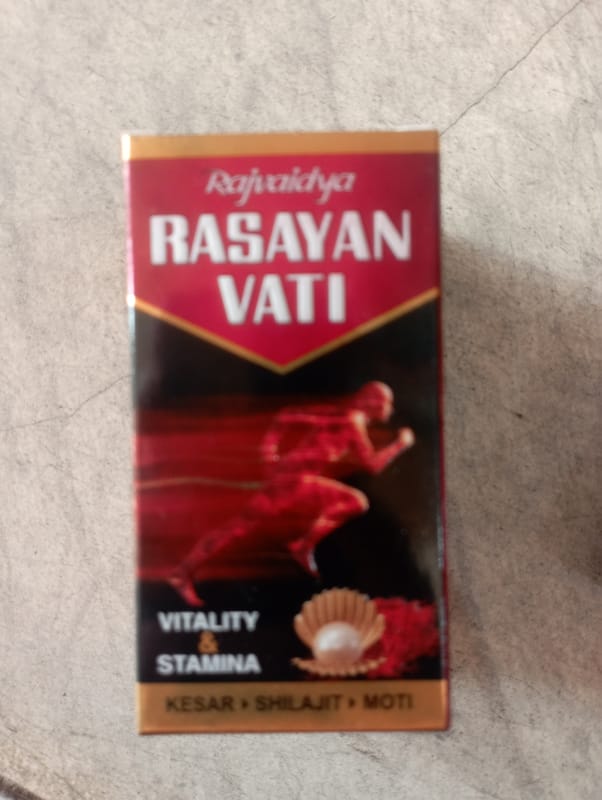 Rajvaidya
RASAYAN
VATI
VITALITY
&
STAMINA
KESAR SHILAJIT MOTI